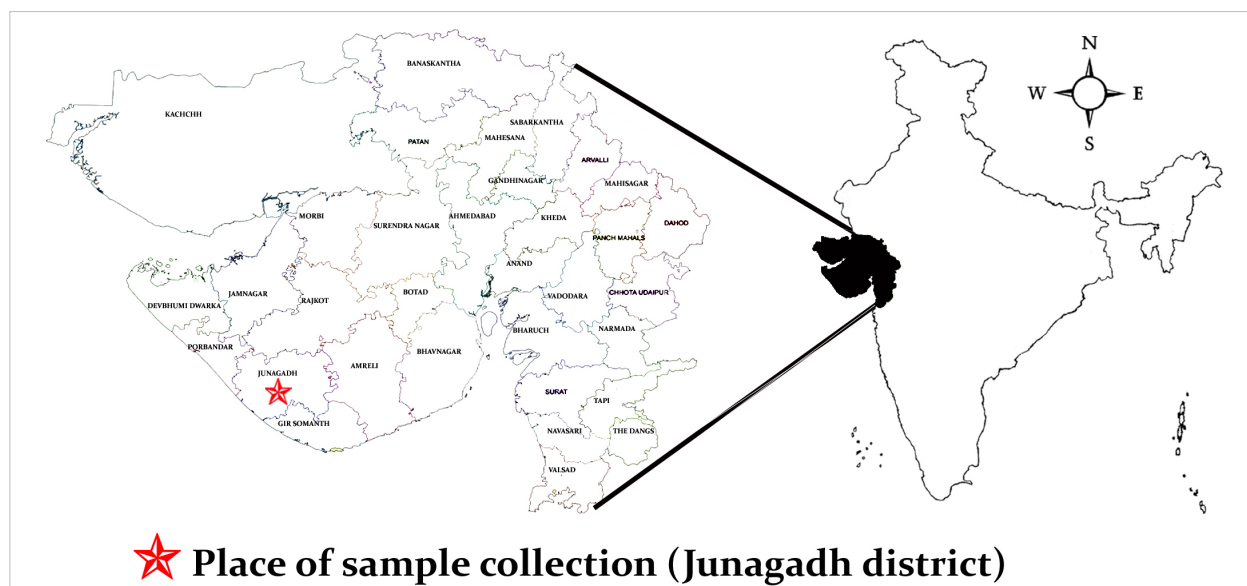 BANASKANTHA
KACHCHH
SABARKANTHA
MAHESANA
PATAN
ARVALLI
GANDHINAGAR
MAHISAGAR
MORBI
AHMEDABAD
KHEDA
SURENDRA NAGAR
DAHOD
PANCH MAHALS
ANAND
JAMNAGAR
BOTAD
VADODARA
CHHOTA UDAIPUR
DEVBHUMI DWARKA
RAJKOT
BHARUCH
NARMADA
PORBANDAR
BHAVNAGAR
AMRELI
JUNAGADH
SURAT
TAPI
GIR SOMANTH
NAVASARI
THE DANGS
VALSAD
N
W E
S
Place of sample collection (Junagadh district)